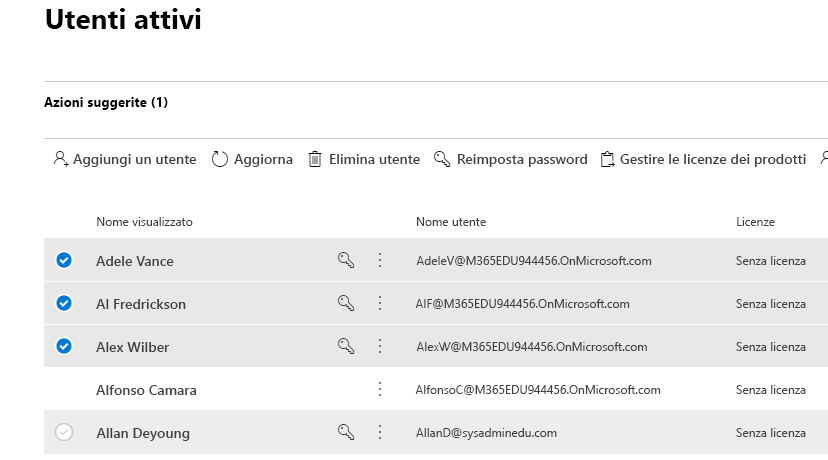 Utenti attivi
Azioni suggerite (1)
Aggiungi un utente Aggiorna Elimina utente Reimposta password Gestire le licenze dei prodotti
Nome visualizzato Nome utente Licenze
Adele Vance AdeleV@M365EDU944456.OnMicrosoft.com Senza licenza
Al Fredrickson AlF@M365EDU944456.OnMicrosoft.com Senza licenza
Alex Wilber AlexW@M365EDU944456.OnMicrosoft.com Senza licenza
Alfonso Camara AlfonsoC@M365EDU944456.OnMicrosoft.com Senza licenza
Allan Deyoung AllanD@sysadminedu.com Senza licenza